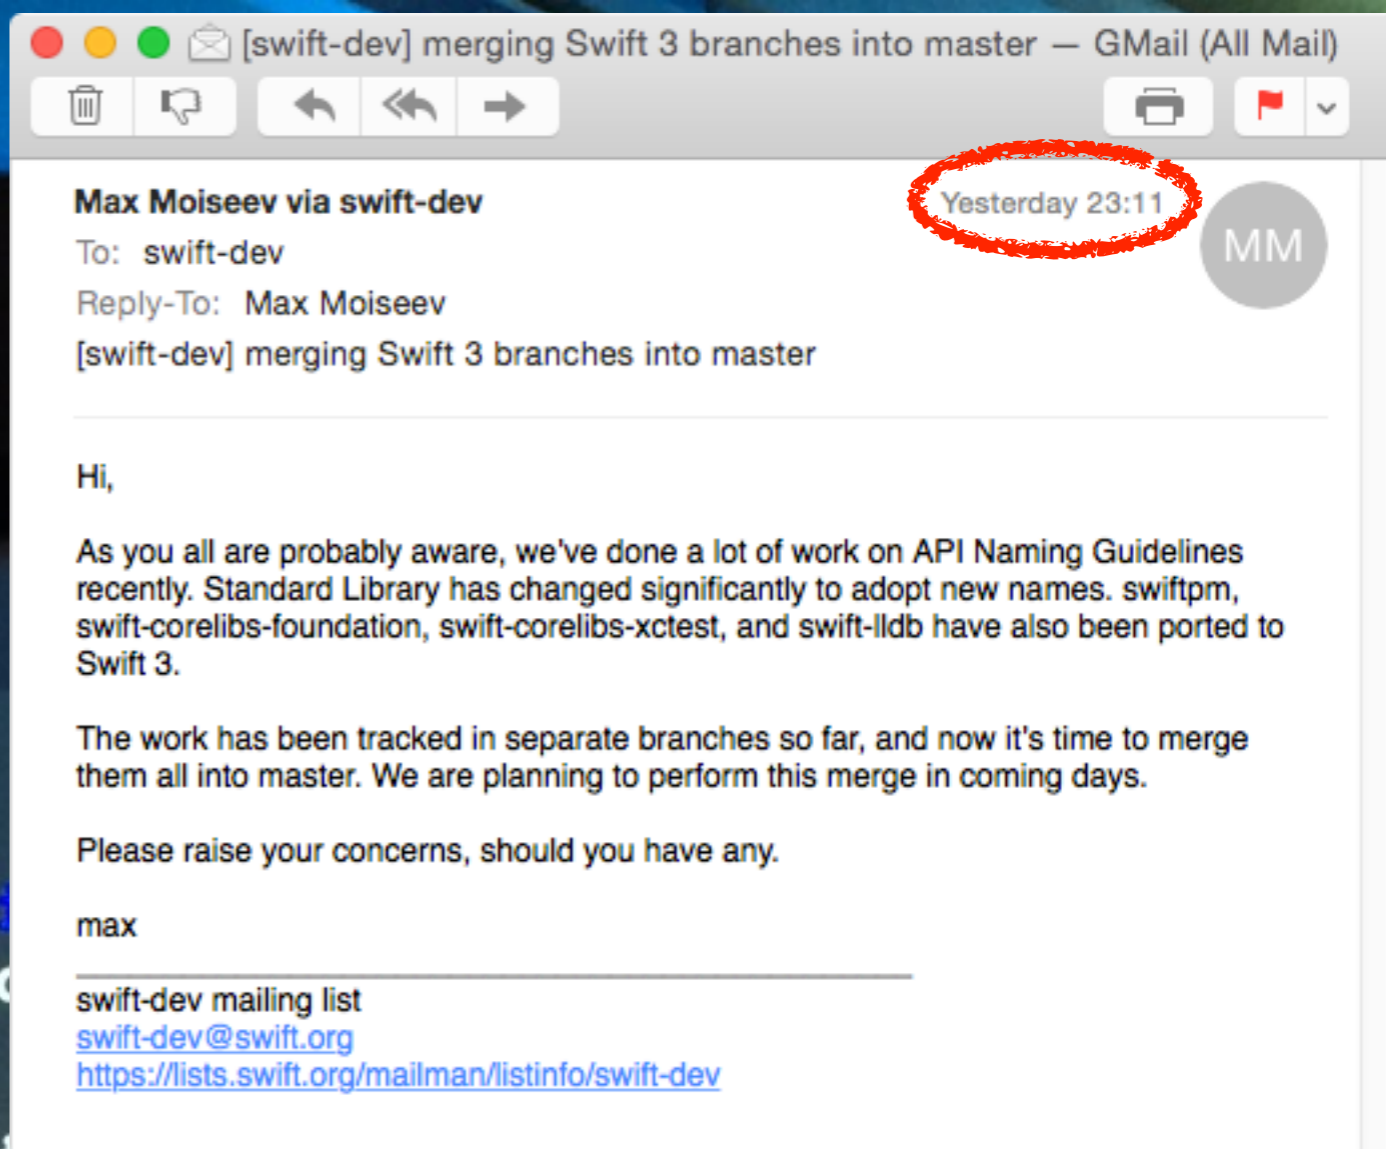 [swift-dev] merging Swift 3 branches into master — GMail (All Mail)
Max Moiseev via swift-dev
Yesterday 23:11
MM
To: swift-dev
Reply-To: Max Moiseev
[swift-dev] merging Swift 3 branches into master
Hi,
As you all are probably aware, we've done a lot of work on API Naming Guidelines
recently. Standard Library has changed significantly to adopt new names. swiftpm,
swift-corelibs-foundation, swift-corelibs-xctest, and swift-lldb have also been ported to
Swift 3.
The work has been tracked in separate branches so far, and now it's time to merge
them all into master. We are planning to perform this merge in coming days.
Please raise your concerns, should you have any.
max
swift-dev mailing list
swift-dev@swift.org
https://lists.swift.org/mailman/listinfo/swift-dev